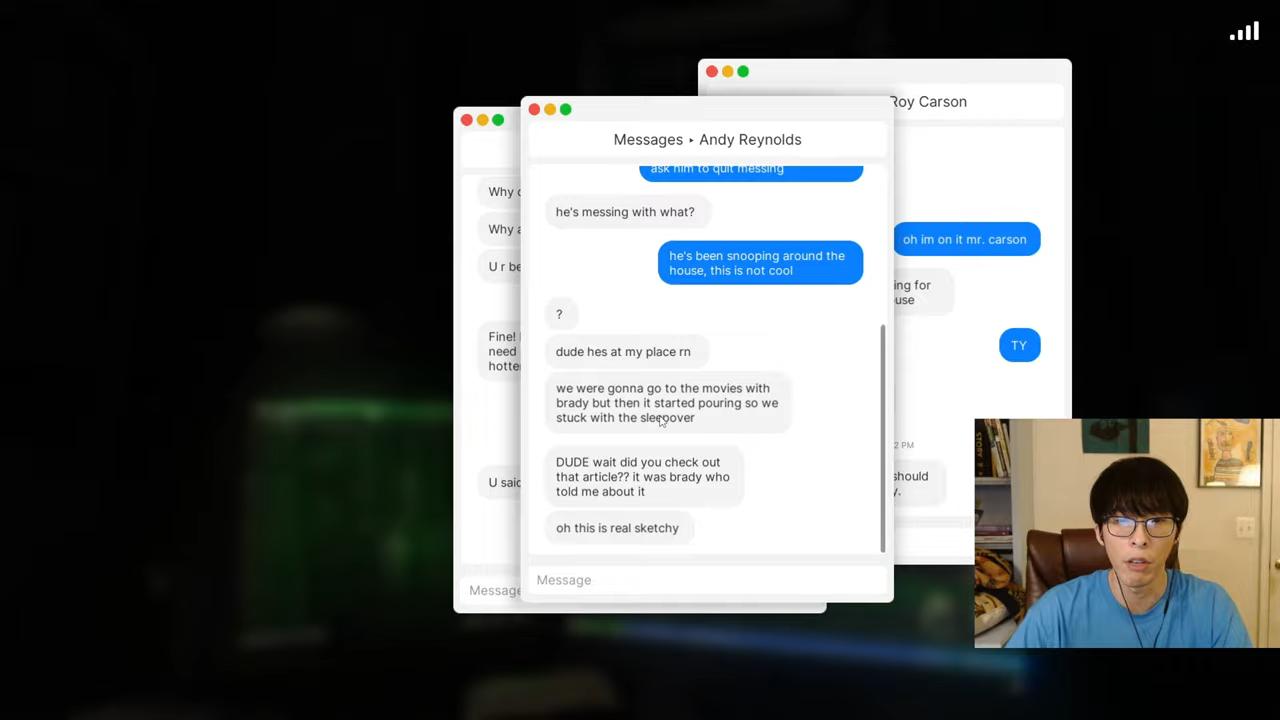 Roy Carson
Messages ▸ Andy Reynolds
ask him to quit messing
he's messing with what?
he's been snooping around the
house, this is not cool
?
dude hes at my place rn
we were gonna go to the movies with
brady but then it started pouring so we
stuck with the sleepover
DUDE wait did you check out
that article?? it was brady who
told me about it
oh this is real sketchy
Message
Why
Why
U r
Fine!
need
U said
Message
oh im on it mr. carson
for
TY
2 PM
should